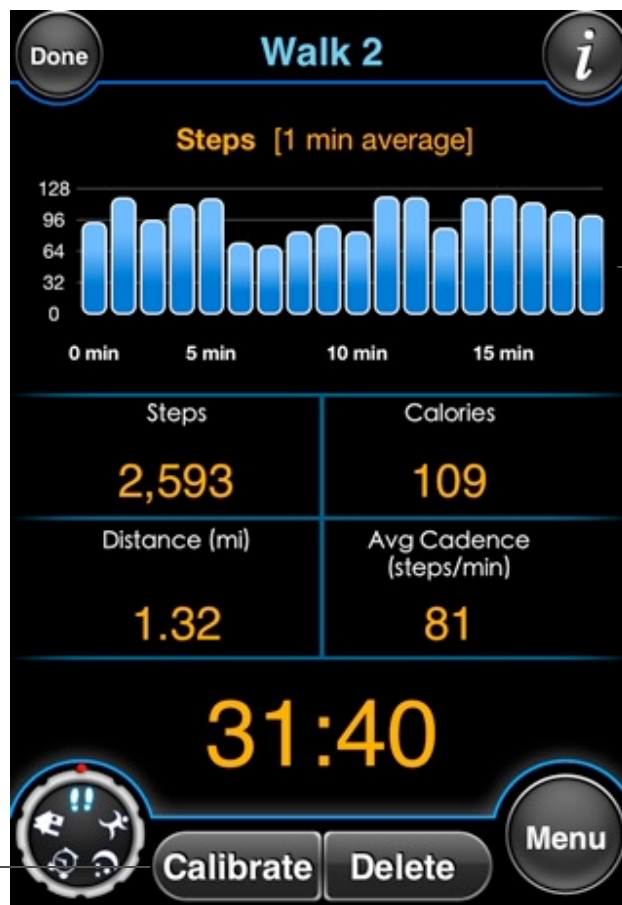 Done
Walk 2
i
Steps [1 min average]
128
96
64
32
0
0 min 5 min 10 min 15 min
Steps Calories
2,593 109
Distance (mi) Avg Cadence
(steps/min)
1.32 81
31:40
Calibrate Delete Menu